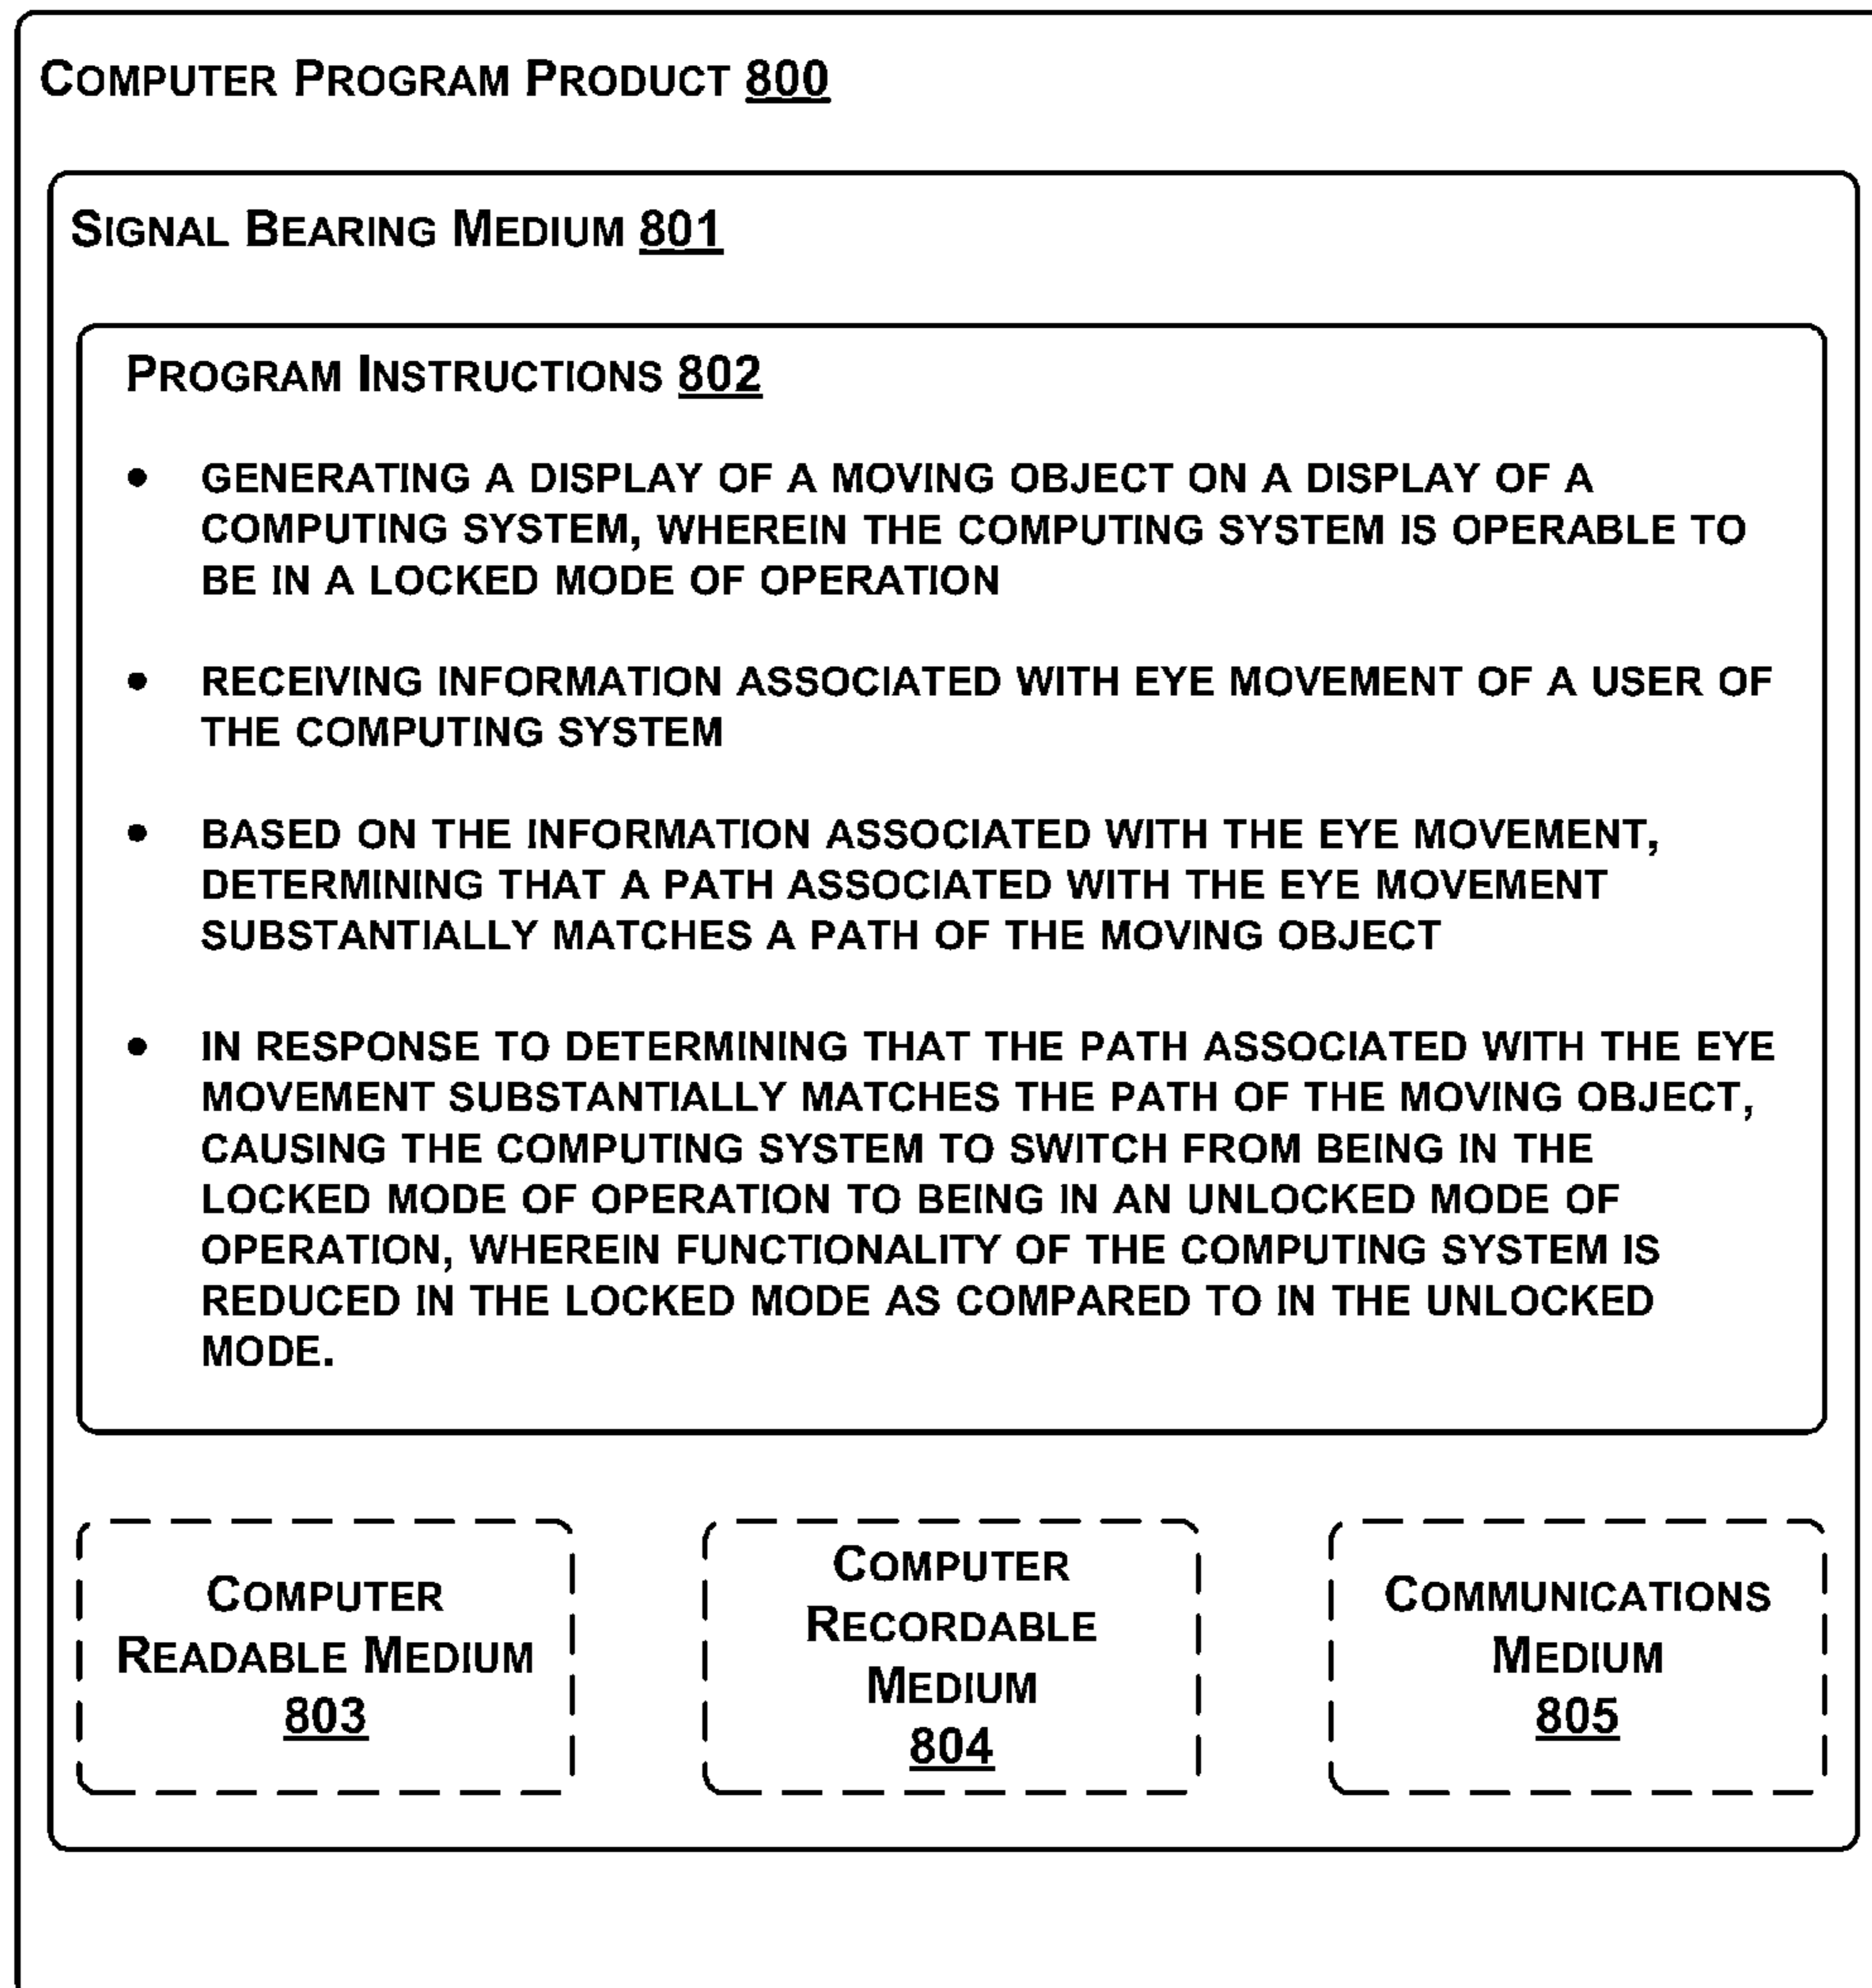 COMPUTER PROGRAM PRODUCT 800
SIGNAL BEARING MEDIUM 801
PROGRAM INSTRUCTIONS 802
• GENERATING A DISPLAY OF A MOVING OBJECT ON A DISPLAY OF A
COMPUTING SYSTEM, WHEREIN THE COMPUTING SYSTEM IS OPERABLE TO
BE IN A LOCKED MODE OF OPERATION
• RECEIVING INFORMATION ASSOCIATED WITH EYE MOVEMENT OF A USER OF
THE COMPUTING SYSTEM
• BASED ON THE INFORMATION ASSOCIATED WITH THE EYE MOVEMENT,
DETERMINING THAT A PATH ASSOCIATED WITH THE EYE MOVEMENT
SUBSTANTIALLY MATCHES A PATH OF THE MOVING OBJECT
• IN RESPONSE TO DETERMINING THAT THE PATH ASSOCIATED WITH THE EYE
MOVEMENT SUBSTANTIALLY MATCHES THE PATH OF THE MOVING OBJECT,
CAUSING THE COMPUTING SYSTEM TO SWITCH FROM BEING IN THE
LOCKED MODE OF OPERATION TO BEING IN AN UNLOCKED MODE OF
OPERATION, WHEREIN FUNCTIONALITY OF THE COMPUTING SYSTEM IS
REDUCED IN THE LOCKED MODE AS COMPARED TO IN THE UNLOCKED
MODE.
COMPUTER
READABLE MEDIUM
803
COMPUTER
RECORDABLE
MEDIUM
804
COMMUNICATIONS
MEDIUM
805